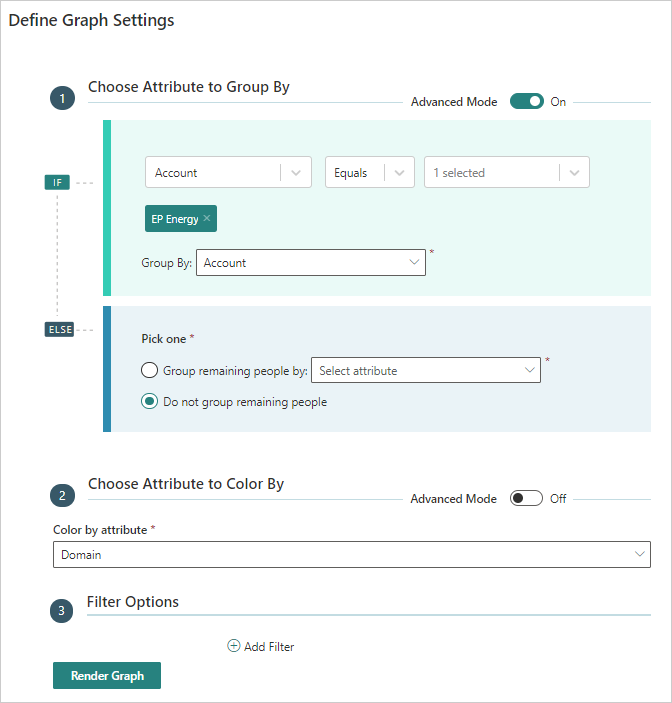 Define Graph Settings
1 Choose Attribute to Group By
Advanced Mode On
IF
Account Equals 1 selected
EP Energy ×
Group By: Account *
ELSE
Pick one *
Group remaining people by: Select attribute *
Do not group remaining people
2 Choose Attribute to Color By
Advanced Mode Off
Color by attribute *
Domain
3 Filter Options
Add Filter
Render Graph